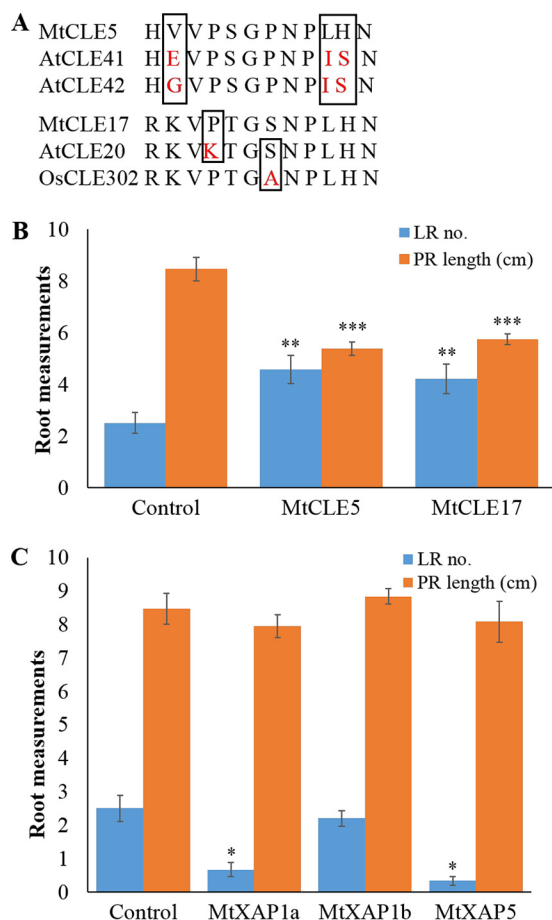 A
MtCLE5 H V V P S G P N P L H N
AtCLE41 H E V P S G P N P I S N
AtCLE42 H G V P S G P N P I S N
MtCLE17 R K V P T G S N P L H N
AtCLE20 R K V K T G S N P L H N
OsCLE302 R K V P T G A N P L H N
B
10
8
6
4
2
0
Root measurements
LR no.
PR length (cm)
** *** ** ***
Control MtCLE5 MtCLE17
C
10
9
8
7
6
5
4
3
2
1
0
Root measurements
LR no.
PR length (cm)
* *
Control MtXAP1a MtXAP1b MtXAP5